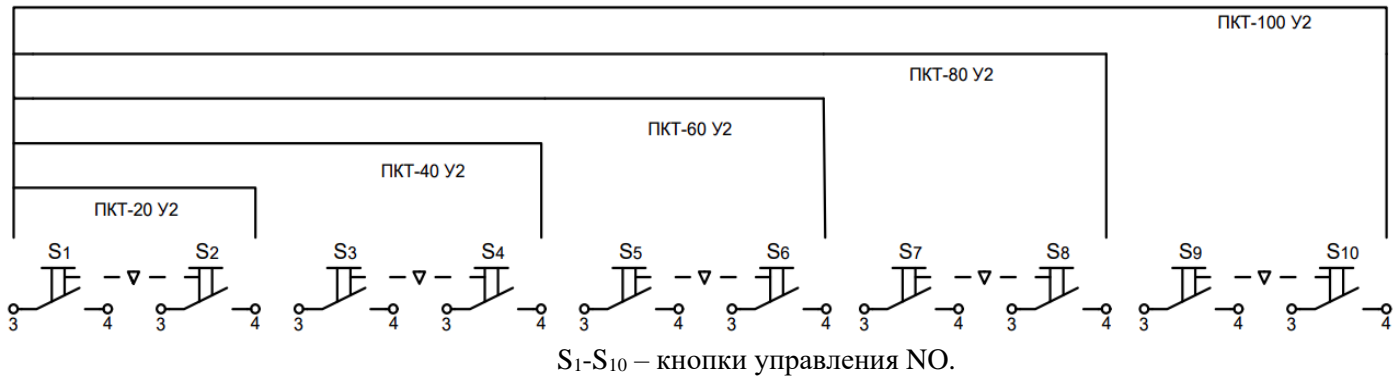 ПКТ-100 У2
ПКТ-80 У2
ПКТ-60 У2
ПКТ-40 У2
ПКТ-20 У2
S1 S2 S3 S4 S5 S6 S7 S8 S9 S10
3 4 3 4 3 4 3 4 3 4 3 4 3 4 3 4 3 4 3 4
S1-S10 – кнопки управления NO.